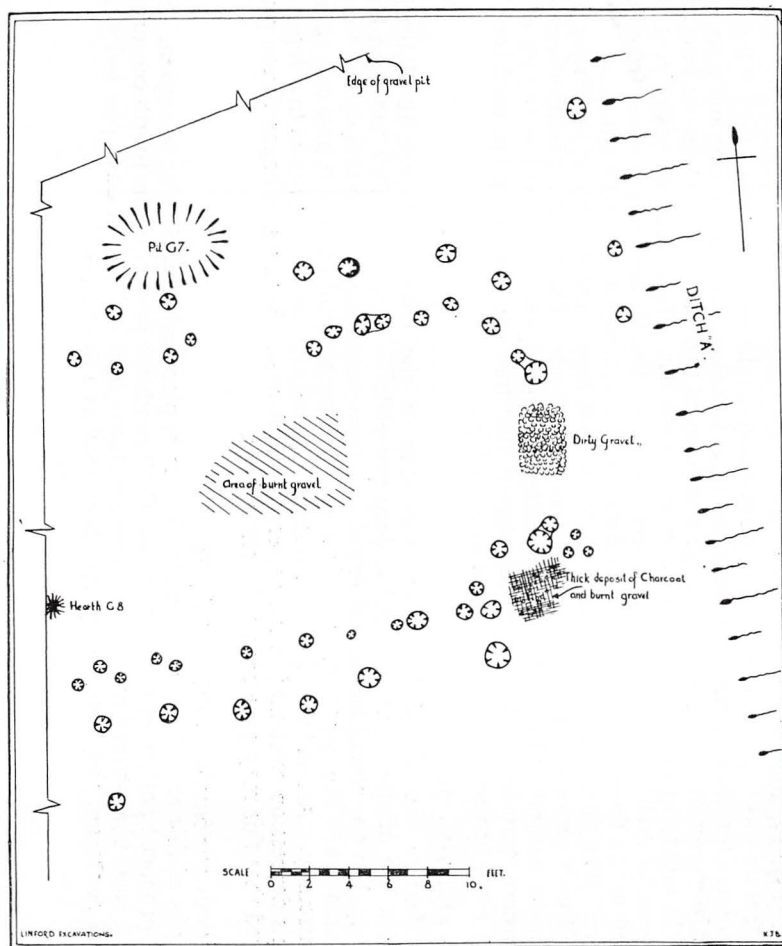 Edge of gravel pit
Pit G7.
DITCH "A".
Dirty Gravel.,
Area of burnt gravel
Thick deposit of Charcoal
and burnt gravel
Hearth G8
SCALE 0 2 4 6 8 10. FEET.
LINFORD EXCAVATIONS.